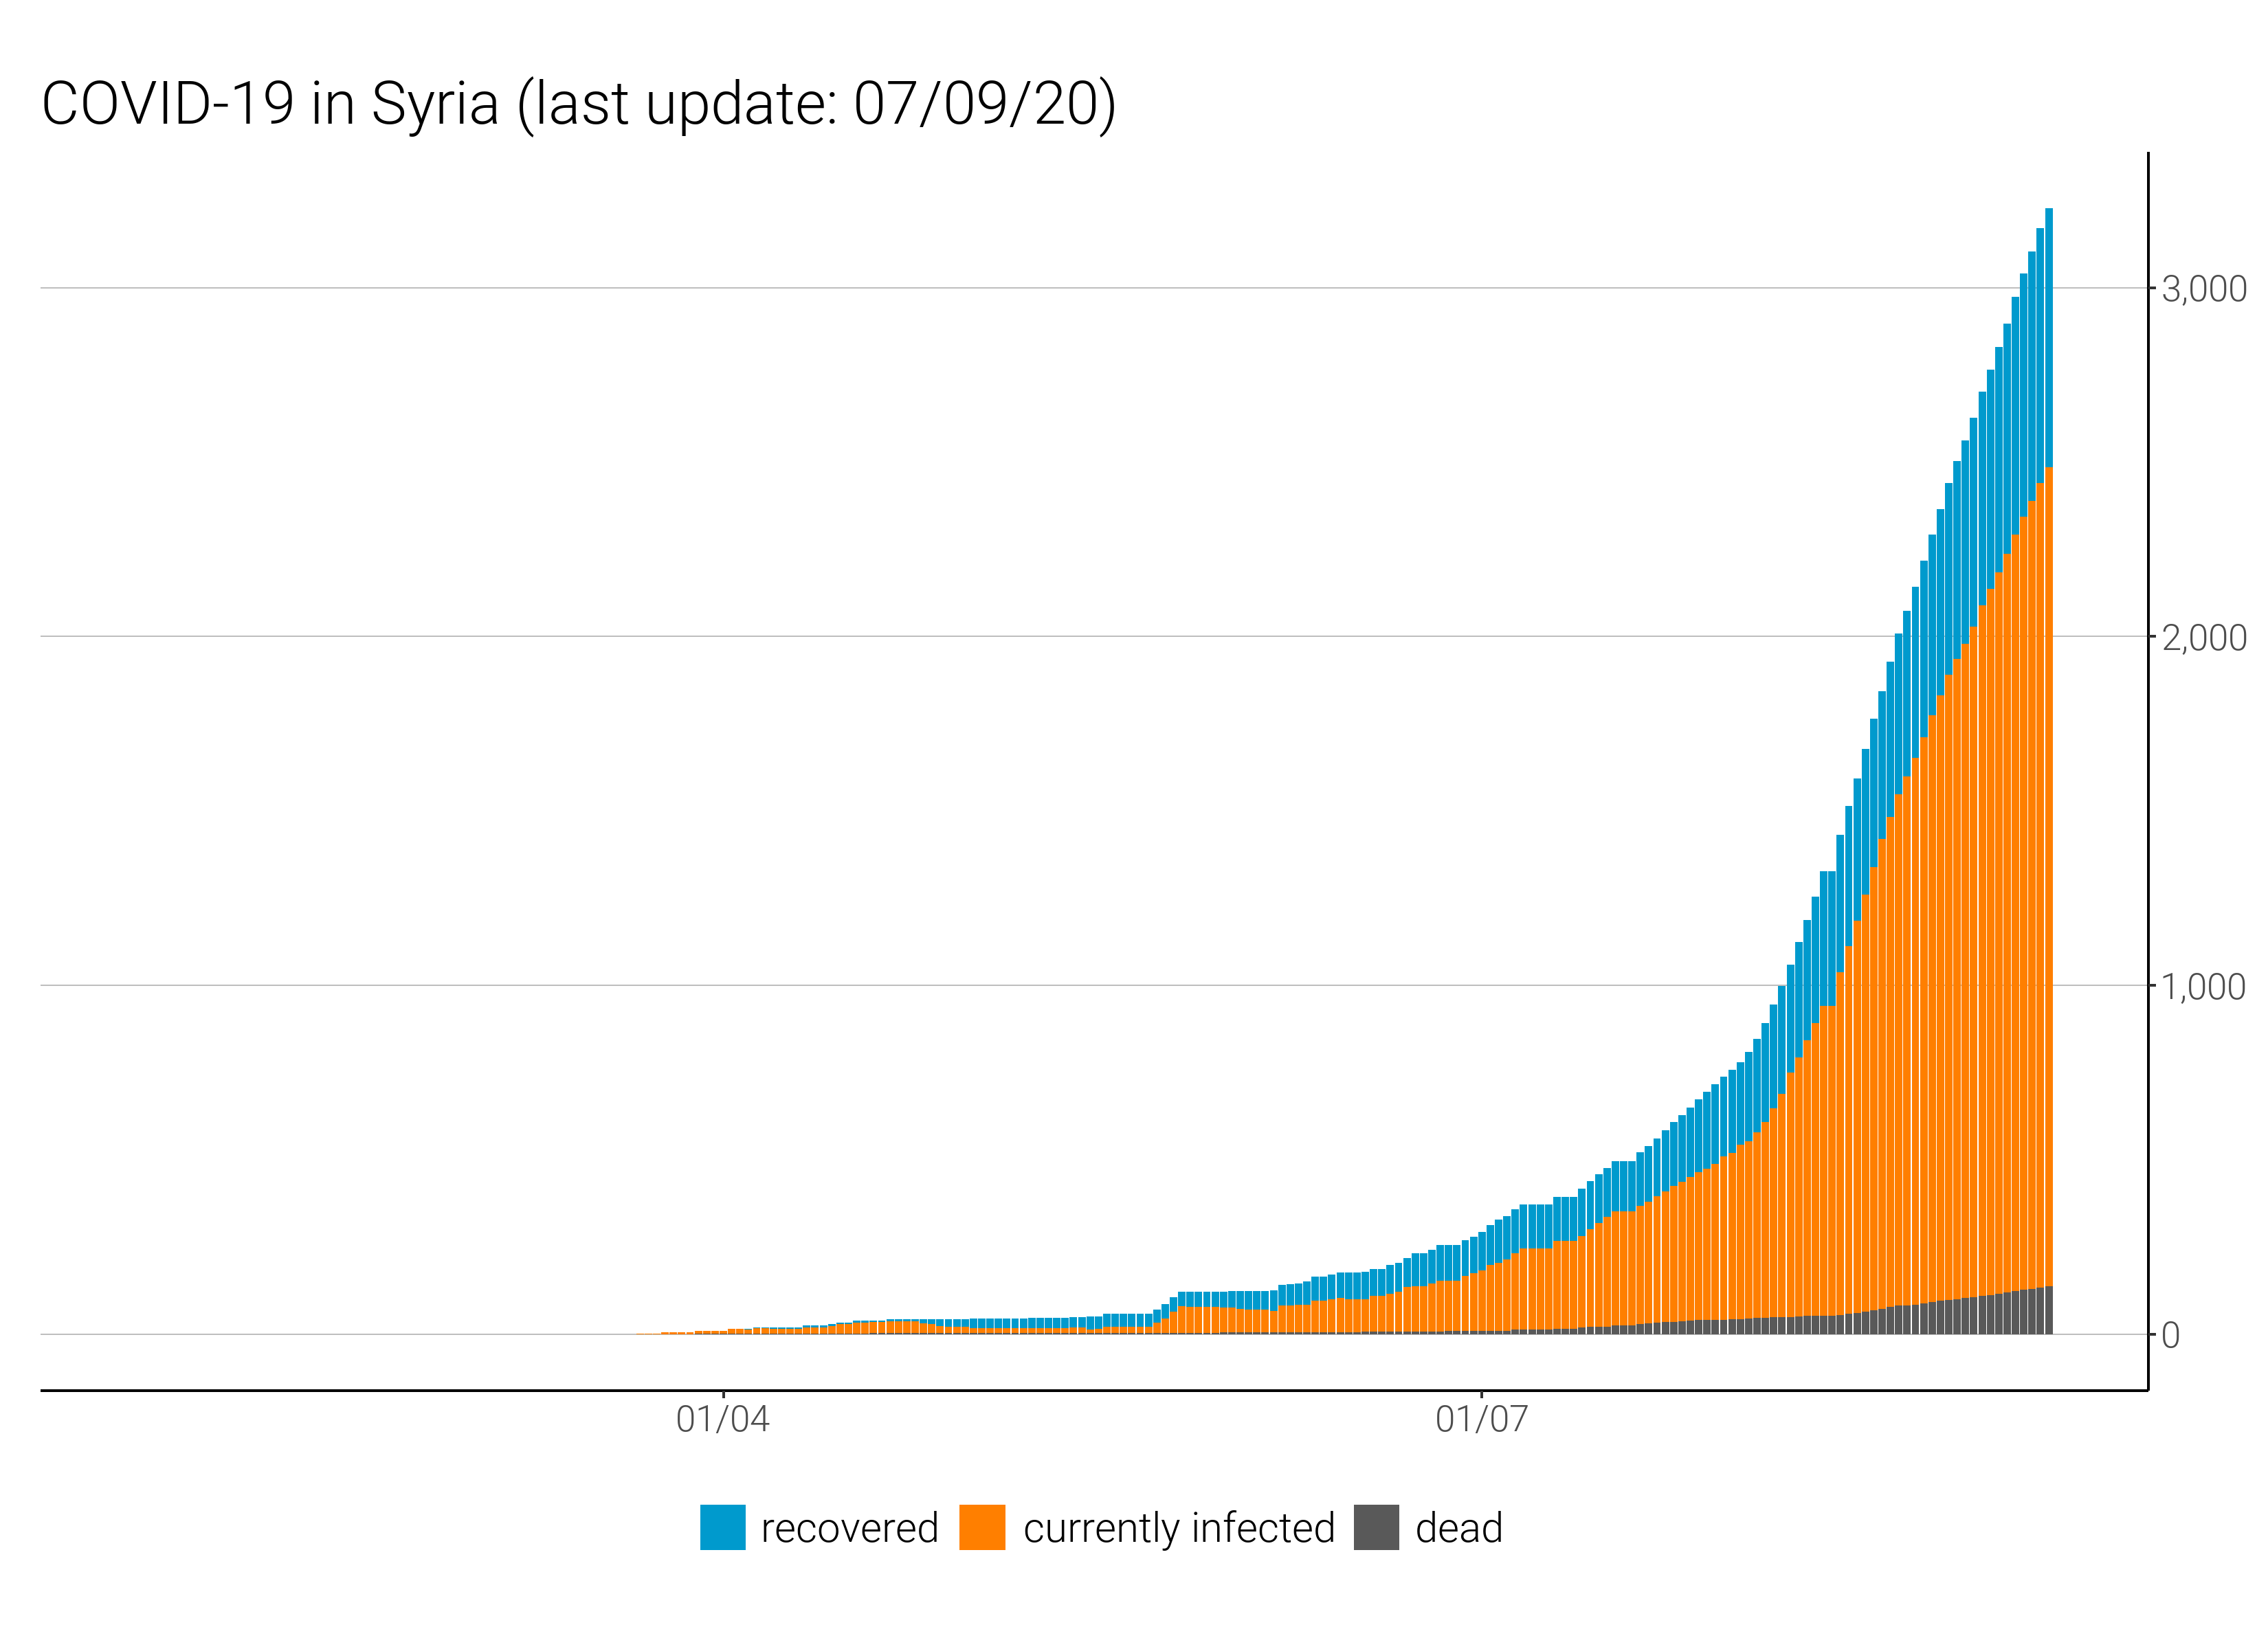 COVID-19 in Syria (last update: 07/09/20)
3,000
2,000
1,000
0
01/04 01/07
recovered currently infected dead